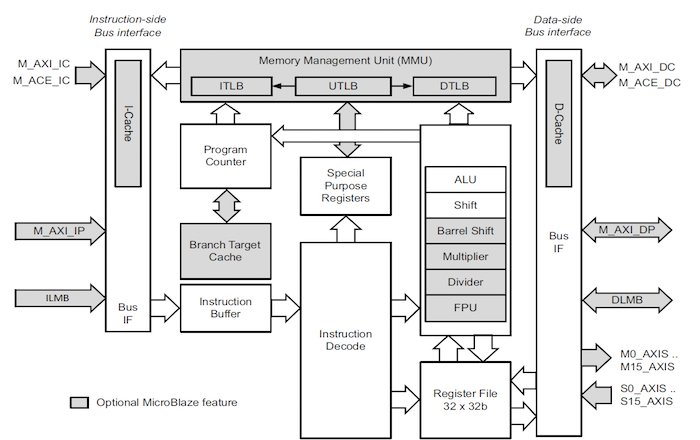 Instruction-side
Bus interface
Data-side
Bus interface
M_AXI_IC
M_ACE_IC
Memory Management Unit (MMU)
ITLB
UTLB
DTLB
M_AXI_DC
M_ACE_DC
I-Cache
D-Cache
Program
Counter
Special
Purpose
Registers
ALU
Shift
Barrel Shift
Multiplier
Divider
FPU
M_AXI_IP
Branch Target
Cache
Bus
IF
M_AXI_DP
ILMB
Bus
IF
Instruction
Buffer
Instruction
Decode
DLMB
Register File
32 x 32b
M0_AXIS ..
M15_AXIS
S0_AXIS ..
S15_AXIS
Optional MicroBlaze feature